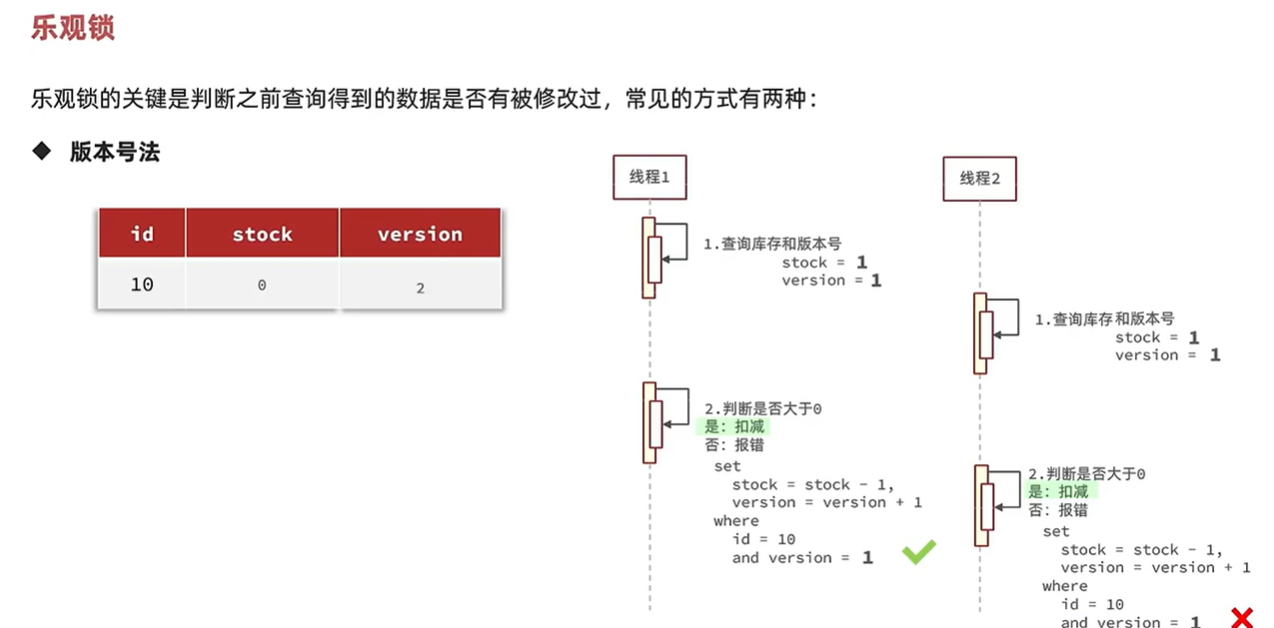 乐观锁
乐观锁的关键是判断之前查询得到的数据是否有被修改过，常见的方式有两种：
◆ 版本号法
id stock version
10 0 2
线程1
1.查询库存和版本号
stock = 1
version = 1
2.判断是否大于0
是：扣减
否：报错
set
stock = stock - 1,
version = version + 1
where
id = 10
and version = 1
线程2
1.查询库存和版本号
stock = 1
version = 1
2.判断是否大于0
是：扣减
否：报错
set
stock = stock - 1,
version = version + 1
where
id = 10
and version = 1